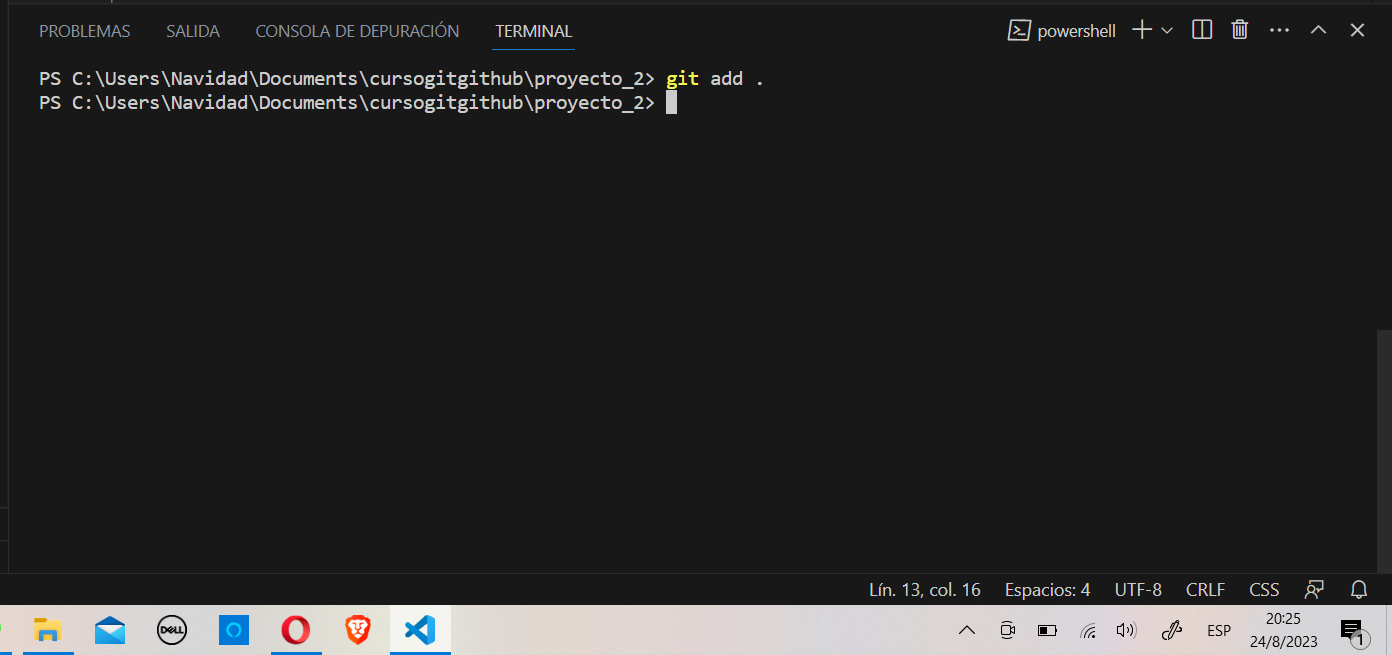 PROBLEMAS SALIDA CONSOLA DE DEPURACIÓN TERMINAL powershell
PS C:\Users\Navidad\Documents\cursogitgithub\proyecto_2> git add .
PS C:\Users\Navidad\Documents\cursogitgithub\proyecto_2>
Lín. 13, col. 16 Espacios: 4 UTF-8 CRLF CSS
DELL ESP 20:25
24/8/2023 1